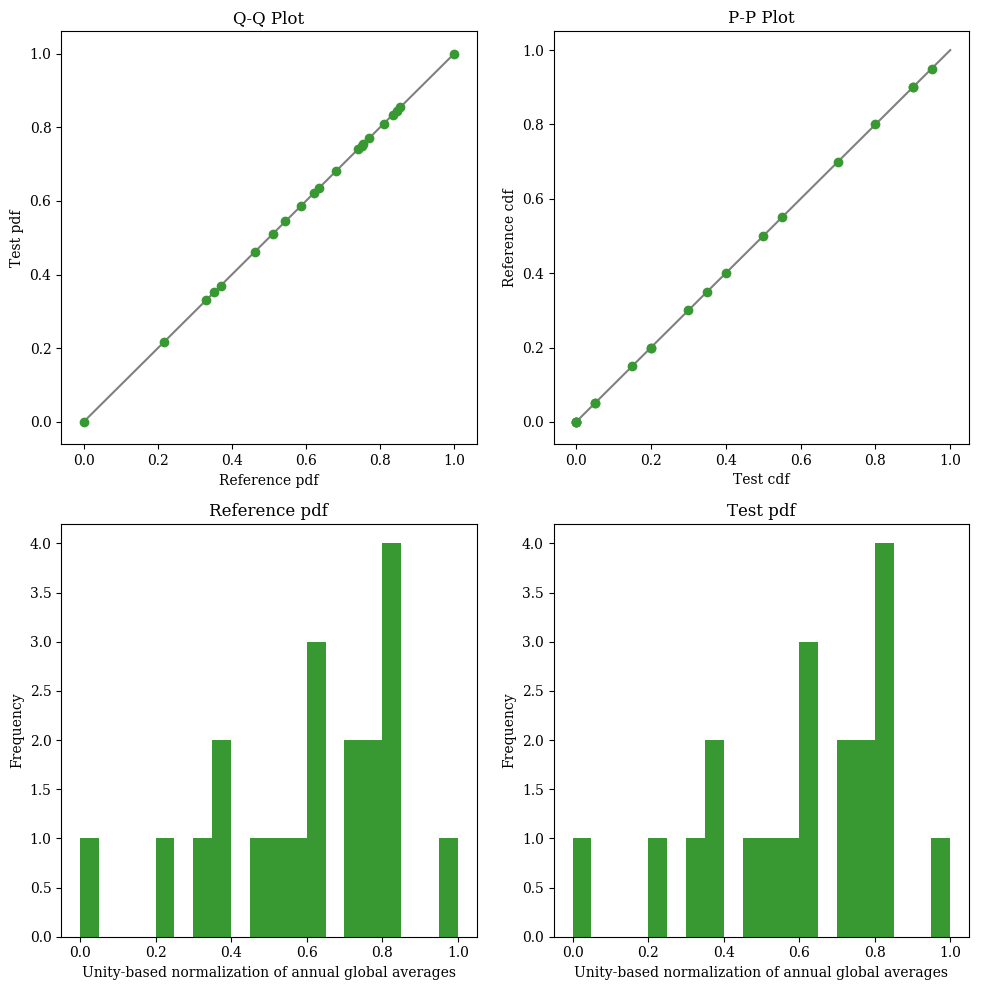 Q-Q Plot
1.0
0.8
0.6
0.4
0.2
0.0
Test pdf
0.0 0.2 0.4 0.6 0.8 1.0
Reference pdf
P-P Plot
1.0
0.8
0.6
0.4
0.2
0.0
Reference cdf
0.0 0.2 0.4 0.6 0.8 1.0
Test cdf
Reference pdf
4.0
3.5
3.0
2.5
2.0
1.5
1.0
0.5
0.0
Frequency
0.0 0.2 0.4 0.6 0.8 1.0
Unity-based normalization of annual global averages
Test pdf
4.0
3.5
3.0
2.5
2.0
1.5
1.0
0.5
0.0
Frequency
0.0 0.2 0.4 0.6 0.8 1.0
Unity-based normalization of annual global averages